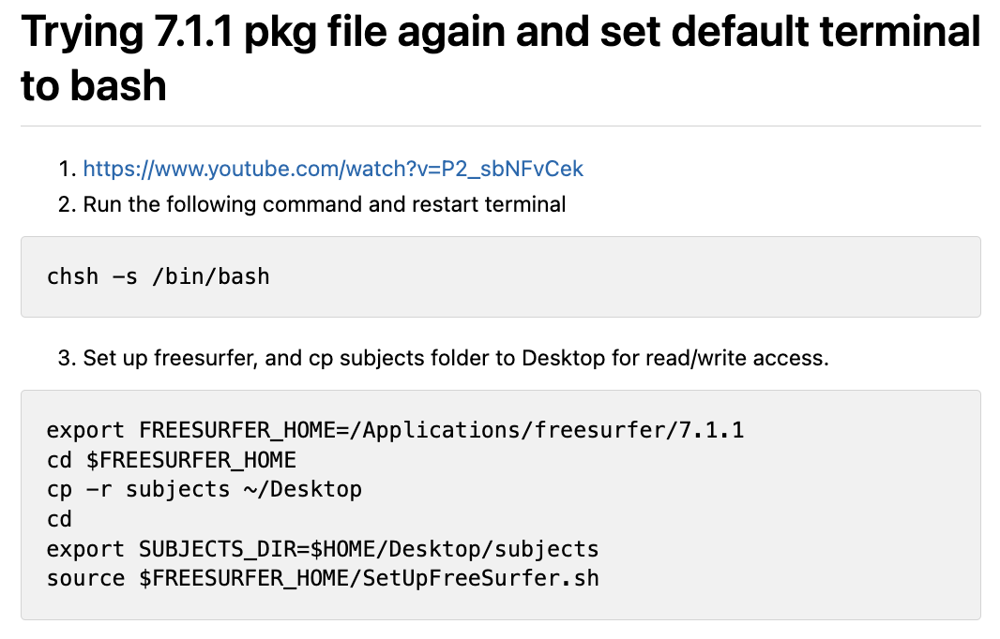 Trying 7.1.1 pkg file again and set default terminal
to bash
1. https://www.youtube.com/watch?v=P2_sbNFvCek
2. Run the following command and restart terminal
chsh -s /bin/bash
3. Set up freesurfer, and cp subjects folder to Desktop for read/write access.
export FREESURFER_HOME=/Applications/freesurfer/7.1.1
cd $FREESURFER_HOME
cp -r subjects ~/Desktop
cd
export SUBJECTS_DIR=$HOME/Desktop/subjects
source $FREESURFER_HOME/SetUpFreeSurfer.sh